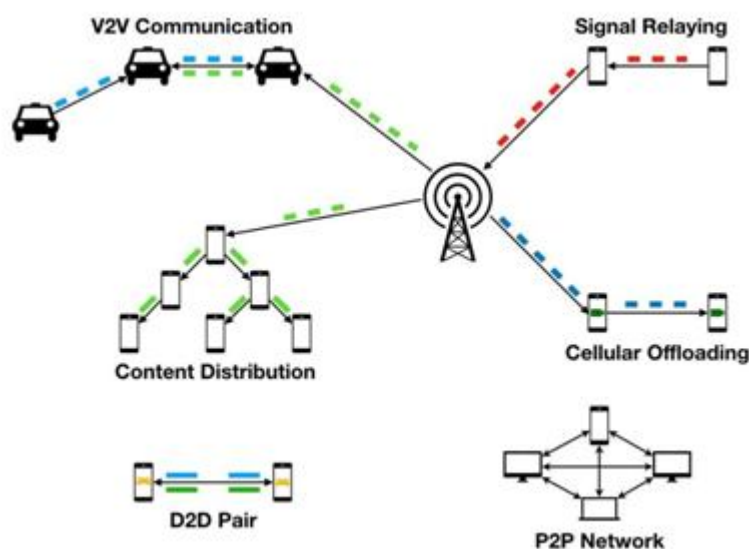 V2V Communication
Signal Relaying
Content Distribution
Cellular Offloading
D2D Pair
P2P Network